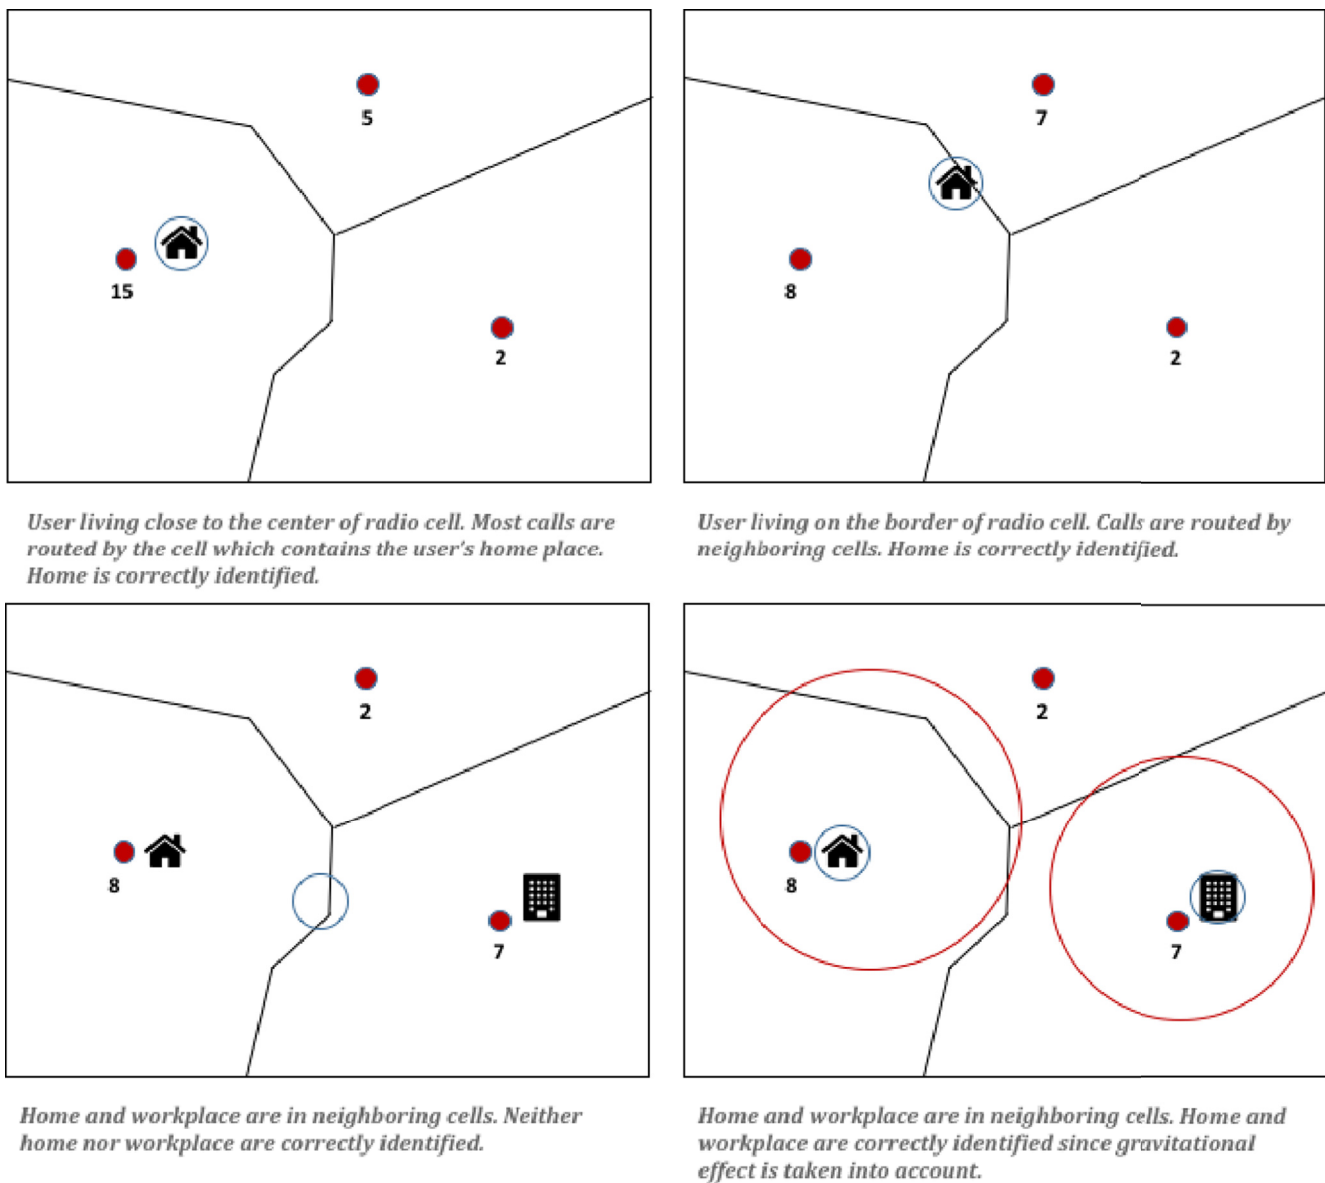 5
15
2
7
8
2
User living close to the center of radio cell. Most calls are
routed by the cell which contains the user's home place.
Home is correctly identified.
User living on the border of radio cell. Calls are routed by
neighboring cells. Home is correctly identified.
2
8
7
2
8
7
Home and workplace are in neighboring cells. Neither
home nor workplace are correctly identified.
Home and workplace are in neighboring cells. Home and
workplace are correctly identified since gravitational
effect is taken into account.